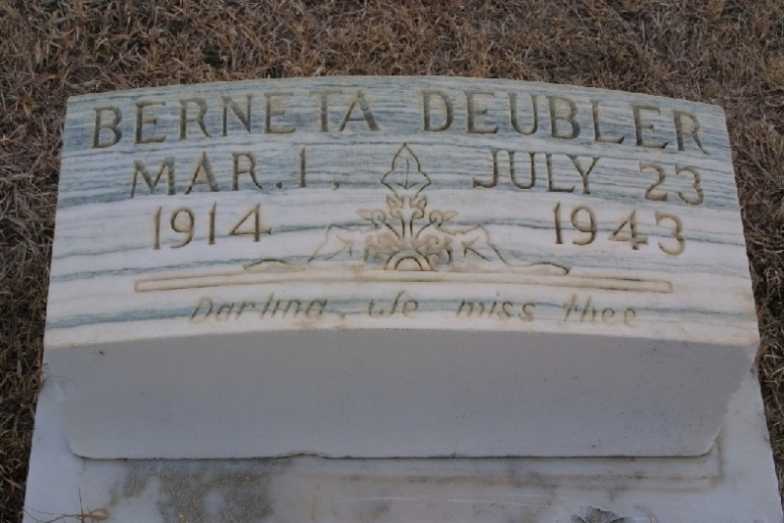 BERNETA DEUBLER
MAR. 1, JULY 23
1914 1943
Darling, We miss thee